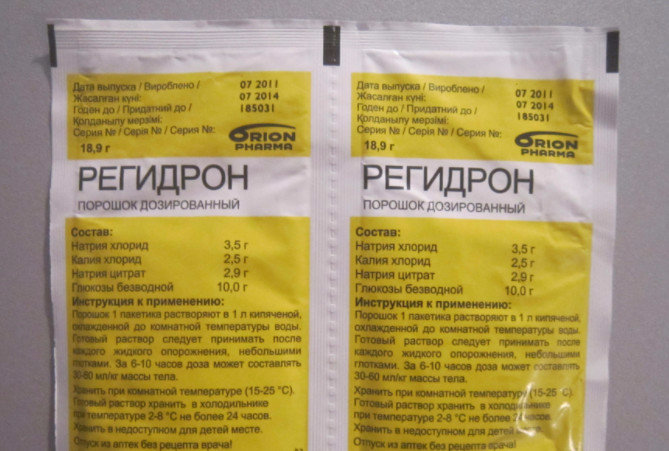 Дата выпуска / Вироблено / 07 2011
Жасалған күні: 07 2014
Годен до / Придатний до / 185031
Қолданылу мерзімі:
Серия № / Серія № / Серия №:
18,9 г
ORION
PHARMA
РЕГИДРОН
ПОРОШОК ДОЗИРОВАННЫЙ
Состав:
Натрия хлорид 3,5 г
Калия хлорид 2,5 г
Натрия цитрат 2,9 г
Глюкозы безводной 10,0 г
Инструкция к применению:
Порошок 1 пакетика растворяют в 1 л кипяченой,
охлажденной до комнатной температуры воды.
Готовый раствор следует принимать после
каждого жидкого опорожнения, небольшими
глотками. За 6-10 часов доза может составлять
30-60 мл/кг массы тела.
Хранить при комнатной температуре (15-25 °С).
Готовый раствор хранить в холодильнике
при температуре 2-8 °С не более 24 часов.
Хранить в недоступном для детей месте.
Отпуск из аптек без рецепта врача!
Дата выпуска / Вироблено / 07 2011
Жасалған күні: 07 2014
Годен до / Придатний до / 185031
Қолданылу мерзімі:
Серия № / Серія № / Серия №:
18,9 г
ORION
PHARMA
РЕГИДРОН
ПОРОШОК ДОЗИРОВАННЫЙ
Состав:
Натрия хлорид 3,5 г
Калия хлорид 2,5 г
Натрия цитрат 2,9 г
Глюкозы безводной 10,0 г
Инструкция к применению:
Порошок 1 пакетика растворяют в 1 л кипяченой,
охлажденной до комнатной температуры воды.
Готовый раствор следует принимать после
каждого жидкого опорожнения, небольшими
глотками. За 6-10 часов доза может составлять
30-60 мл/кг массы тела.
Хранить при комнатной температуре (15-25 °С).
Готовый раствор хранить в холодильнике
при температуре 2-8 °С не более 24 часов.
Хранить в недоступном для детей месте.
Отпуск из аптек без рецепта врача!